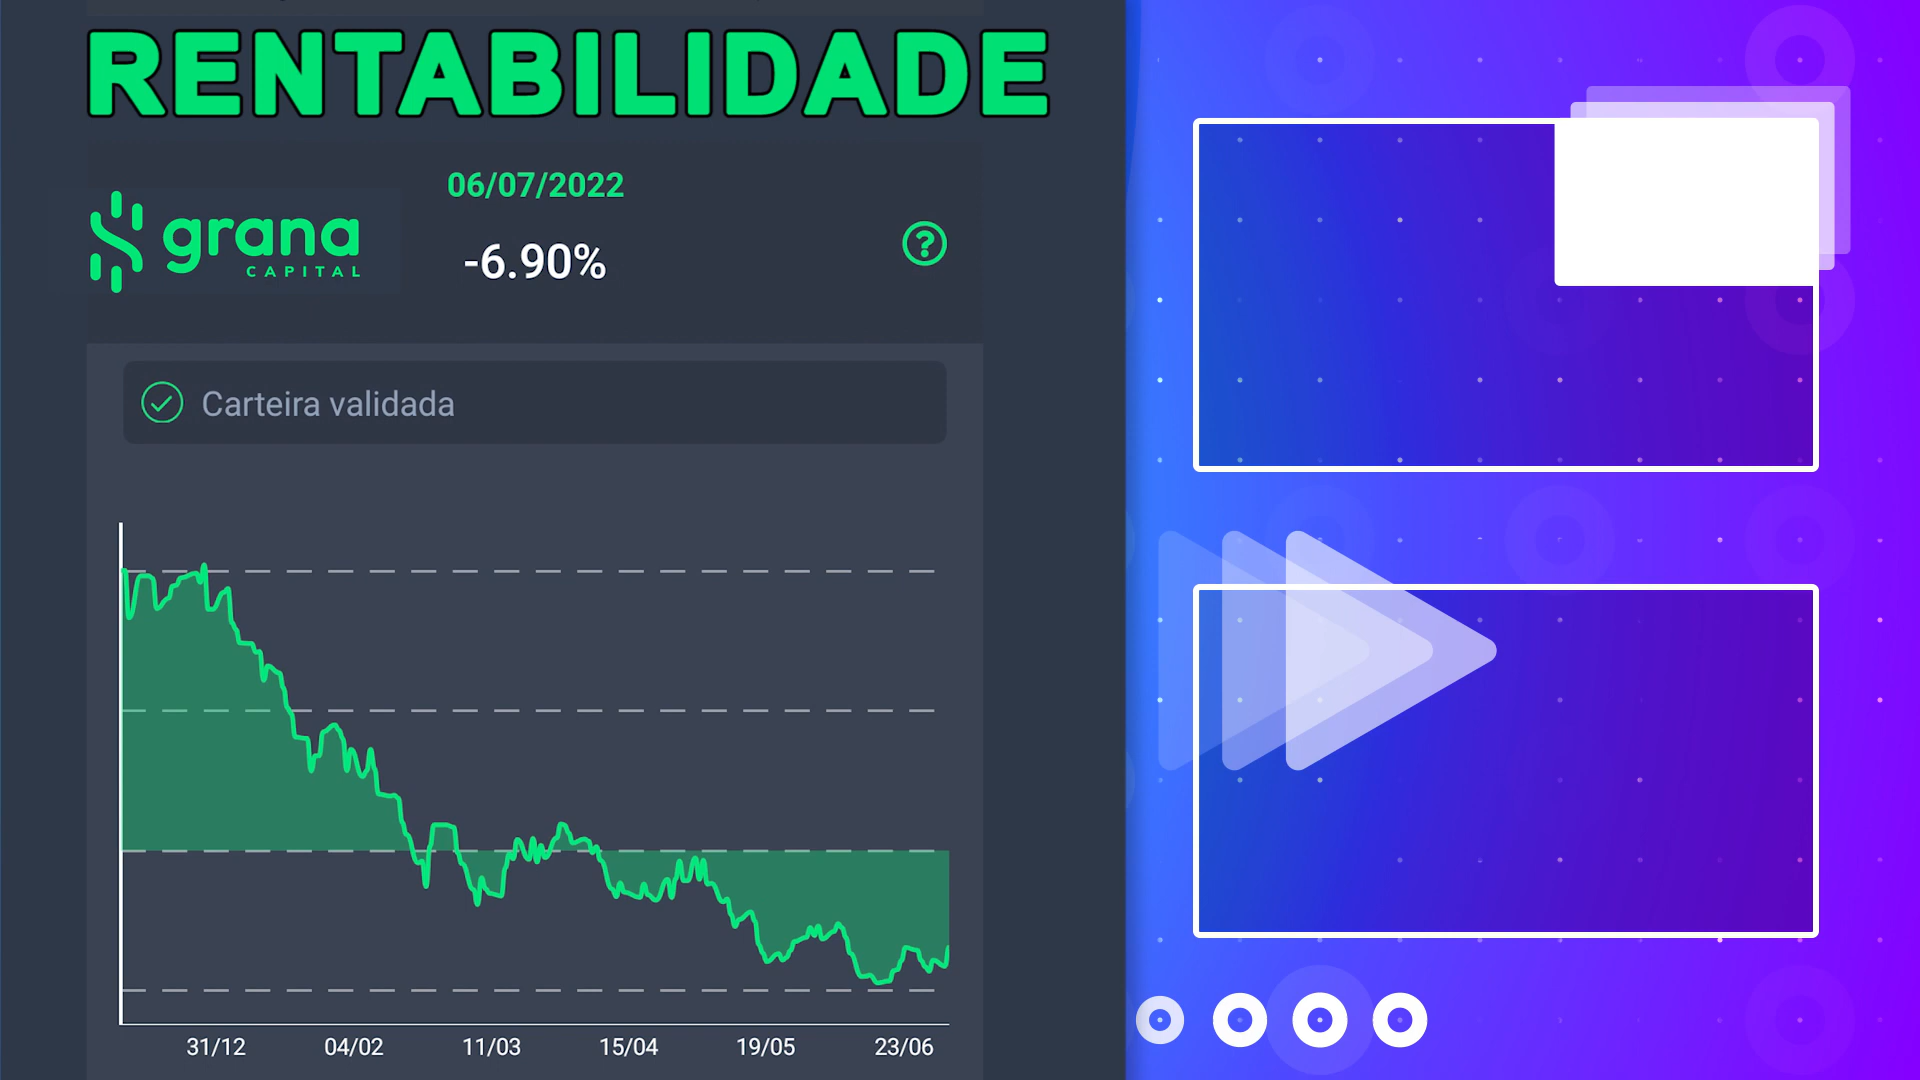 RENTABILIDADE
06/07/2022
grana
CAPITAL
-6.90%
?
Carteira validada
31/12 04/02 11/03 15/04 19/05 23/06